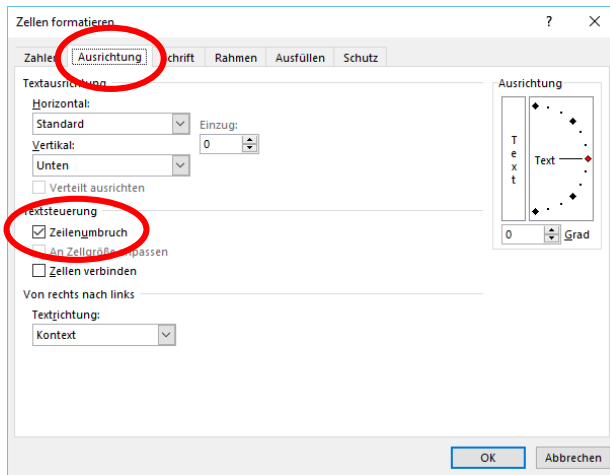 Zellen formatieren ? X
Zahlen Ausrichtung Schrift Rahmen Ausfüllen Schutz
Textausrichtung
Horizontal:
Standard
Einzug:
0
Vertikal:
Unten
Verteilt ausrichten
Textsteuerung
Zeilenumbruch
An Zellgröße anpassen
Zellen verbinden
Von rechts nach links
Textrichtung:
Kontext
Ausrichtung
Text
Text
0 Grad
OK Abbrechen